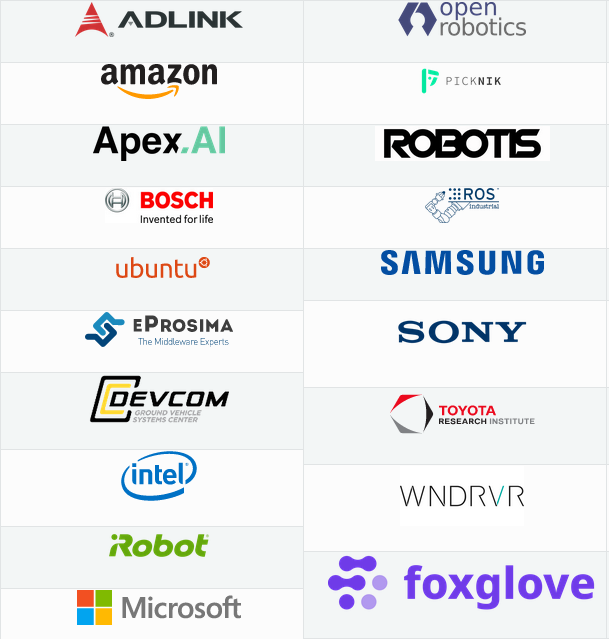 ADLINK
amazon
Apex.AI
BOSCH
Invented for life
ubuntu
EPROSIMA
The Middleware Experts
DEVCOM
GROUND VEHICLE
SYSTEMS CENTER
intel
iRobot
Microsoft
open
robotics
PICKNIK
ROBOTIS
ROS
industrial
SAMSUNG
SONY
TOYOTA
RESEARCH INSTITUTE
WNDRVR
foxglove